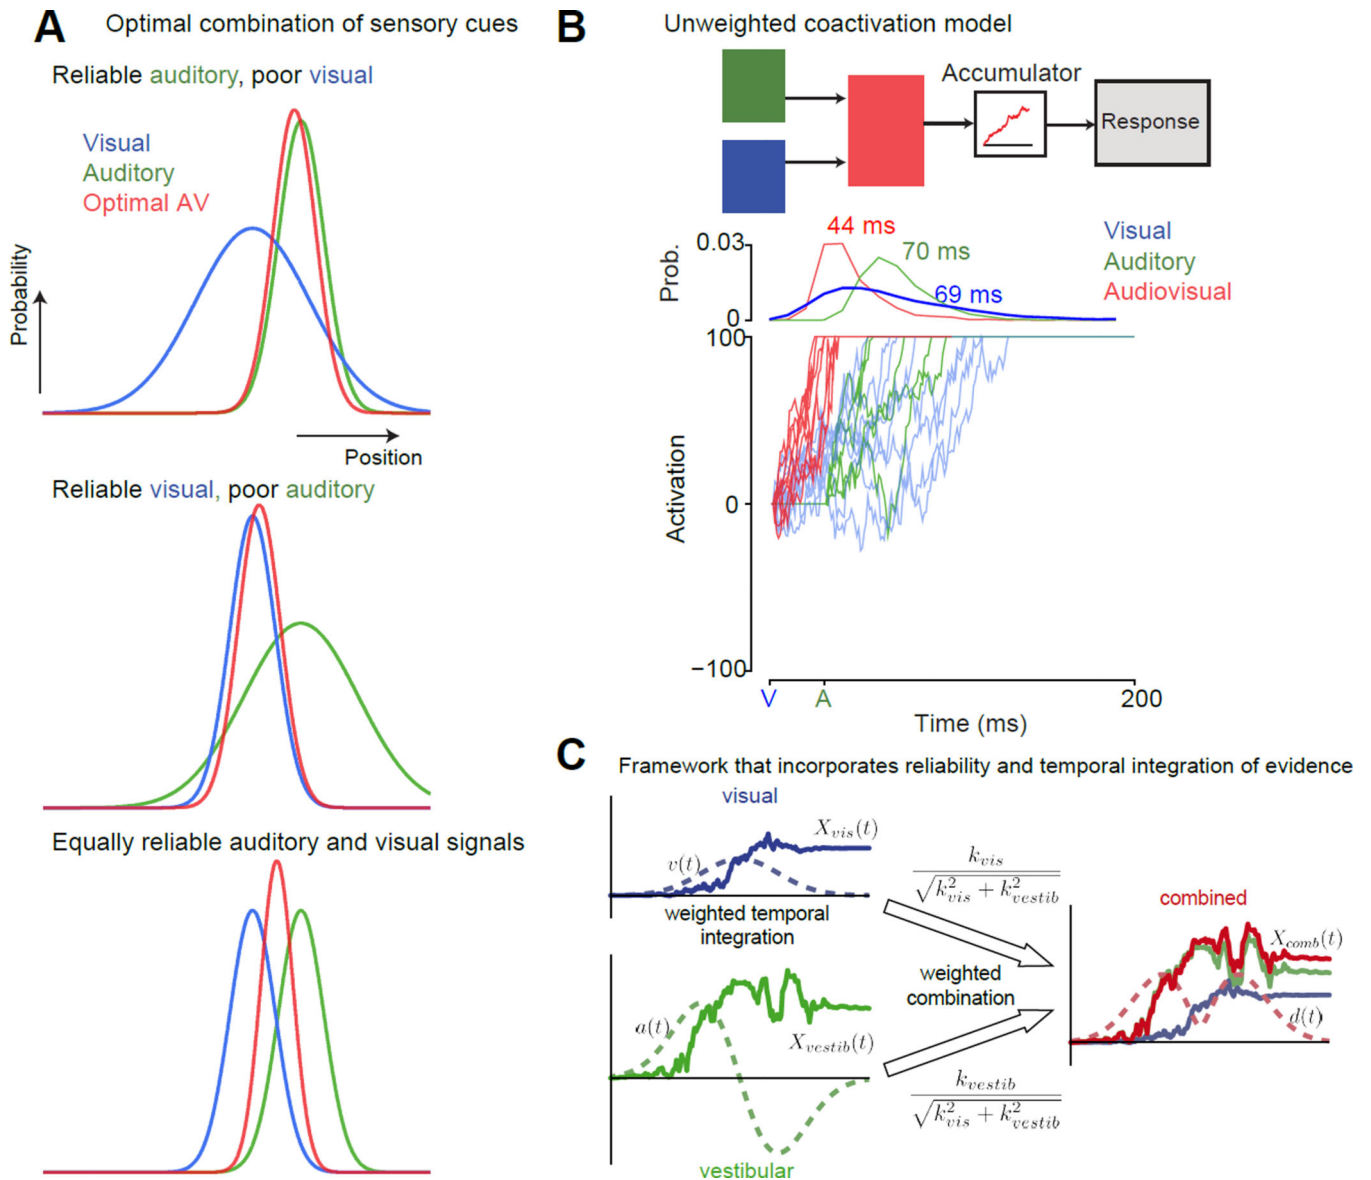 A Optimal combination of sensory cues
Reliable auditory, poor visual
Visual
Auditory
Optimal AV
Probability
Position
Reliable visual, poor auditory
Equally reliable auditory and visual signals
B Unweighted coactivation model
Accumulator
Response
44 ms
70 ms
69 ms
Visual
Auditory
Audiovisual
Prob.
0.03
0
100
0
−100
Activation
V A 200
Time (ms)
C Framework that incorporates reliability and temporal integration of evidence
visual
X_vis(t)
v(t)
weighted temporal
integration
a(t)
X_vestib(t)
vestibular
k_vis
√k²_vis + k²_vestib
weighted
combination
k_vestib
√k²_vis + k²_vestib
combined
X_comb(t)
d(t)